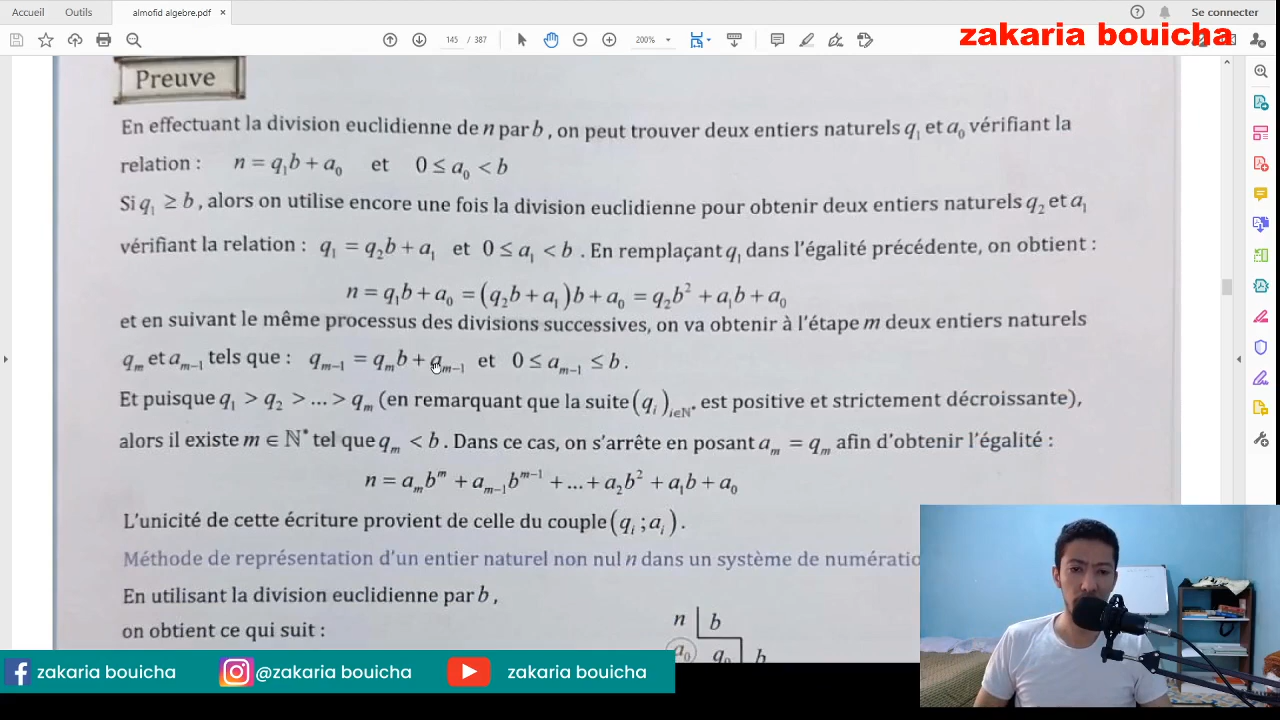 Accueil Outils almofid algebre.pdf × Se connecter
145 / 387 200%
zakaria bouicha
Preuve
En effectuant la division euclidienne de n par b, on peut trouver deux entiers naturels q₁ et a₀ vérifiant la
relation : n = q₁b + a₀ et 0 ≤ a₀ < b
Si q₁ ≥ b, alors on utilise encore une fois la division euclidienne pour obtenir deux entiers naturels q₂ et a₁
vérifiant la relation : q₁ = q₂b + a₁ et 0 ≤ a₁ < b . En remplaçant q₁ dans l'égalité précédente, on obtient :
n = q₁b + a₀ = (q₂b + a₁)b + a₀ = q₂b² + a₁b + a₀
et en suivant le même processus des divisions successives, on va obtenir à l'étape m deux entiers naturels
qₘ et aₘ₋₁ tels que : qₘ₋₁ = qₘb + aₘ₋₁ et 0 ≤ aₘ₋₁ ≤ b .
Et puisque q₁ > q₂ > ... > qₘ (en remarquant que la suite (qᵢ)ᵢ∈ℕ* est positive et strictement décroissante),
alors il existe m ∈ ℕ* tel que qₘ < b . Dans ce cas, on s'arrête en posant aₘ = qₘ afin d'obtenir l'égalité :
n = aₘbᵐ + aₘ₋₁bᵐ⁻¹ + ... + a₂b² + a₁b + a₀
L'unicité de cette écriture provient de celle du couple (qᵢ ; aᵢ) .
Méthode de représentation d'un entier naturel non nul n dans un système de numératio
En utilisant la division euclidienne par b ,
on obtient ce qui suit :
n b
a₀ q₀ b
zakaria bouicha @zakaria bouicha zakaria bouicha